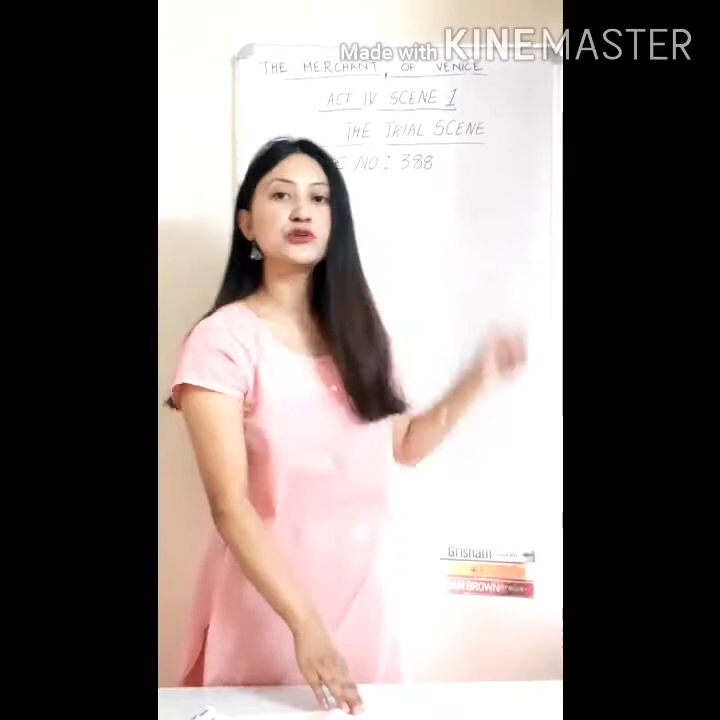 Made with KINEMASTER
THE MERCHANT OF VENICE
ACT IV SCENE 1
THE TRIAL SCENE
NO: 388
Grisham
BROWN